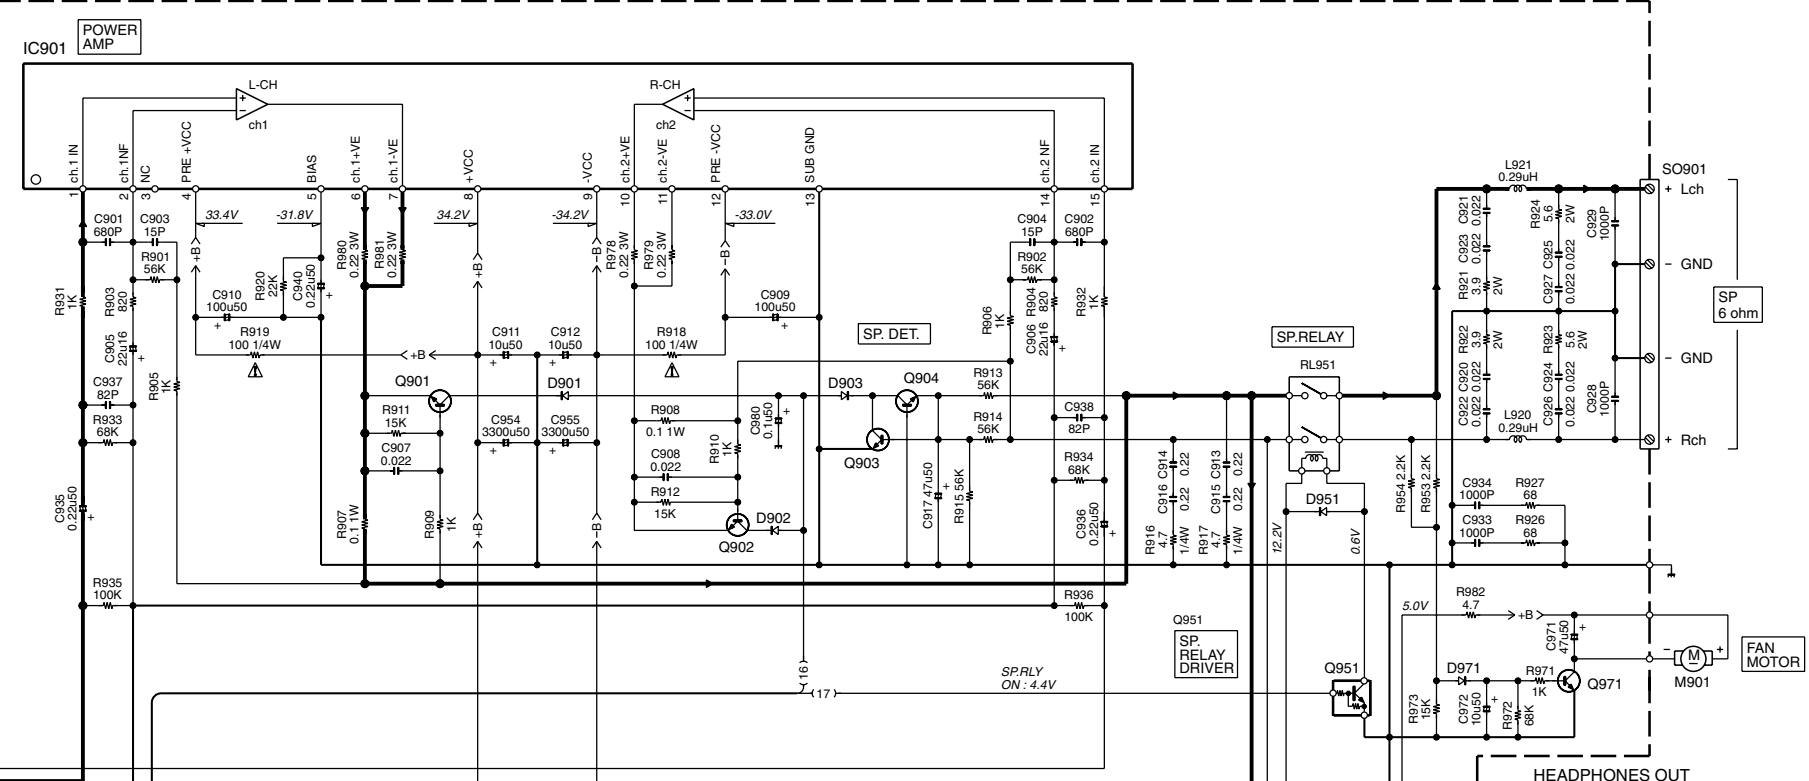 POWER
AMP
IC901
L-CH
ch1
R-CH
ch2
ch.1 IN
ch.1NF
NC
PRE +VCC
BIAS
ch.1+VE
ch.1-VE
+VCC
-VCC
ch.2+VE
ch.2-VE
PRE -VCC
SUB GND
ch.2 NF
ch.2 IN
1
2
3
4
5
6
7
8
9
10
11
12
13
14
15
33.4V
-31.8V
34.2V
-34.2V
-33.0V
C901
680P
C903
15P
R901
56K
+B
R931
1K
R903
820
C905
22u16
R905
1K
C910
100u50
+
R920
22K
C940
0.22u50
+
R919
100 1/4W
R980
0.22 3W
R981
0.22 3W
+B
+B
C911
10u50
+
C912
10u50
+
-B
R978
0.22 3W
R979
0.22 3W
-B
C909
100u50
+
R918
100 1/4W
C904
15P
C902
680P
R902
56K
R906
1K
R904
820
C906
22u16
+
R932
1K
SP. DET.
C937
82P
R933
68K
C935
0.22u50
+
Q901
R911
15K
C907
0.022
R907
0.1 1W
R909
1K
D901
C954
3300u50
+
C955
3300u50
+
+B
-B
R908
0.1 1W
C908
0.022
R912
15K
R910
1K
C980
0.1u50
+
Q902
D902
D903
Q904
Q903
R913
56K
R914
56K
C917 47u50
+
R915 56K
C938
82P
R934
68K
C936
0.22u50
+
R935
100K
R936
100K
16
17
SP.RLY
ON : 4.4V
SP.RELAY
RL951
C914
0.22
C916
0.22
R916
4.7
1/4W
C913
0.22
C915
0.22
R917
4.7
1/4W
D951
12.2V
0.6V
R954 2.2K
R953 2.2K
Q951
SP.
RELAY
DRIVER
Q951
L921
0.29uH
C921
0.022
C923
0.022
R921
3.9
2W
R924
5.6
2W
C925
0.022
C927
0.022
C929
1000P
R922
3.9
2W
C920
0.022
C922
0.022
R923
5.6
2W
C924
0.022
C926
0.022
C928
1000P
L920
0.29uH
SO901
+ Lch
- GND
- GND
+ Rch
SP
6 ohm
C934
1000P
R927
68
C933
1000P
R926
68
5.0V
R982
4.7
+B
C971
47u50
+
M
-
+
M901
FAN
MOTOR
D971
R971
1K
Q971
R973
15K
C972
10u50
+
R972
68K
HEADPHONES OUT